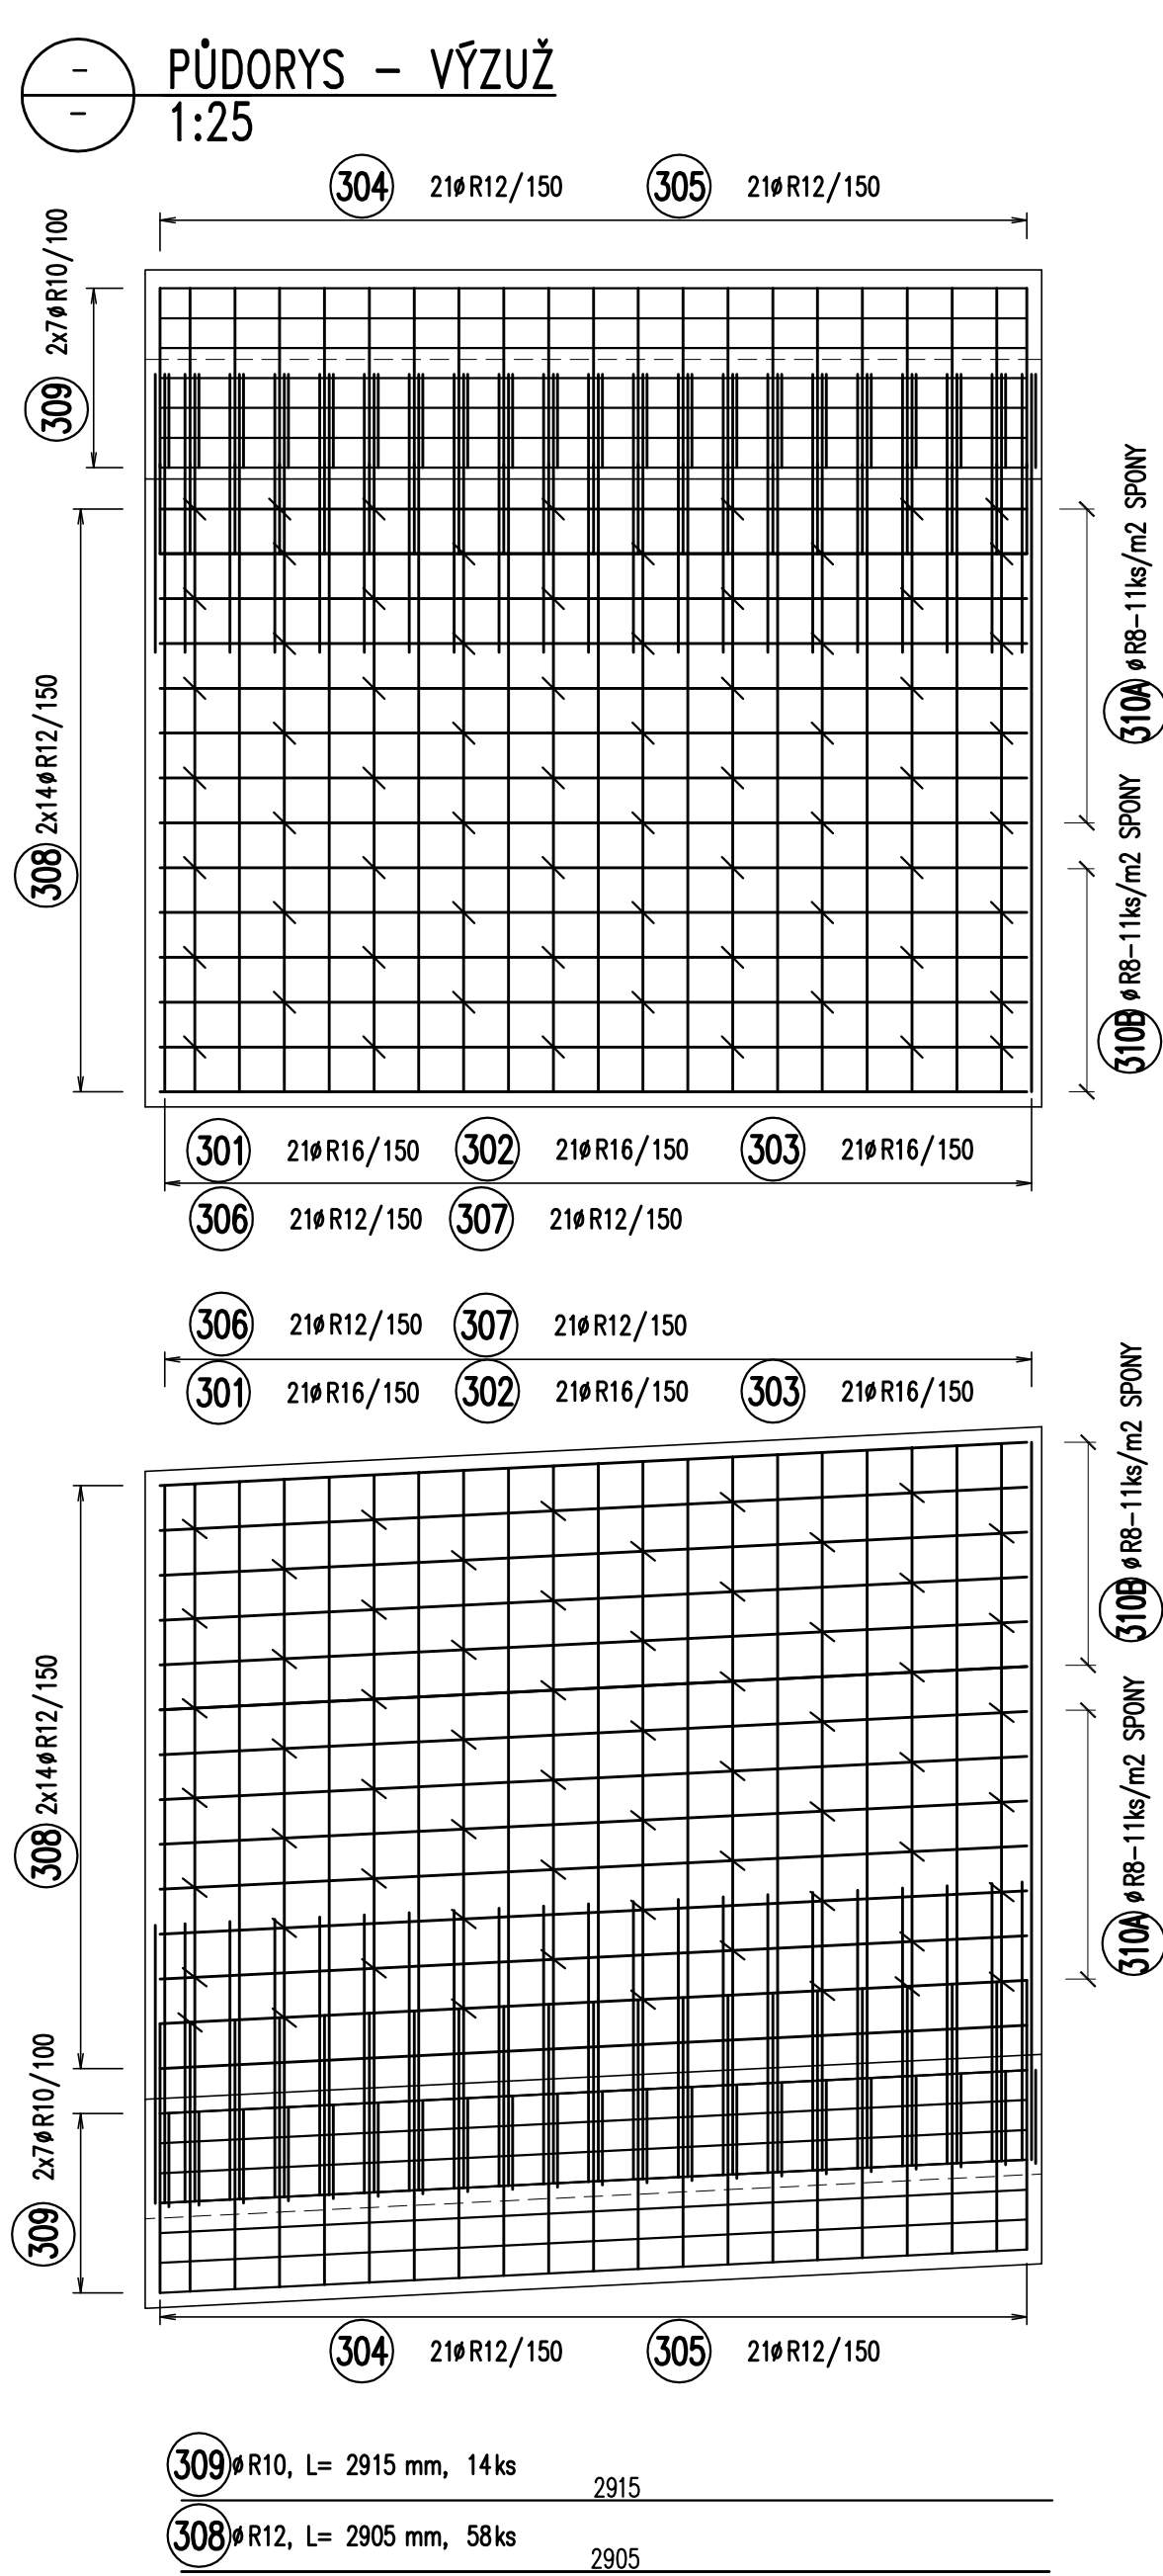 -
-
PŮDORYS - VÝZUŽ
1:25
304 21øR12/150 305 21øR12/150
309 2x7øR10/100
308 2x14øR12/150
310A øR8-11ks/m2 SPONY
310B øR8-11ks/m2 SPONY
301 21øR16/150 302 21øR16/150 303 21øR16/150
306 21øR12/150 307 21øR12/150
306 21øR12/150 307 21øR12/150
301 21øR16/150 302 21øR16/150 303 21øR16/150
310B øR8-11ks/m2 SPONY
308 2x14øR12/150
310A øR8-11ks/m2 SPONY
309 2x7øR10/100
304 21øR12/150 305 21øR12/150
309 øR10, L= 2915 mm, 14ks
2915
308 øR12, L= 2905 mm, 58ks
2905